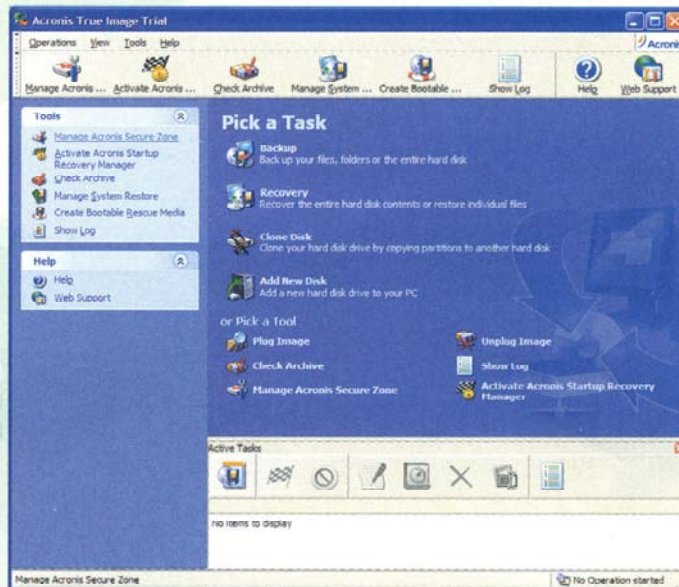 Acronis True Image Trial
Operations View Tools Help
Acronis
Manage Acronis ... Activate Acronis ... Check Archive Manage System ... Create Bootable ... Show Log Help Web Support
Tools
Manage Acronis Secure Zone
Activate Acronis Startup
Recovery Manager
Check Archive
Manage System Restore
Create Bootable Rescue Media
Show Log
Help
Help
Web Support
Pick a Task
Backup
Back up your files, folders or the entire hard disk
Recovery
Recover the entire hard disk contents or restore individual files
Clone Disk
Clone your hard disk drive by copying partitions to another hard disk
Add New Disk
Add a new hard disk drive to your PC
or Pick a Tool
Plug Image
Unplug Image
Check Archive
Show Log
Manage Acronis Secure Zone
Activate Acronis Startup Recovery
Manager
Active Tasks
No items to display
Manage Acronis Secure Zone
No Operation started